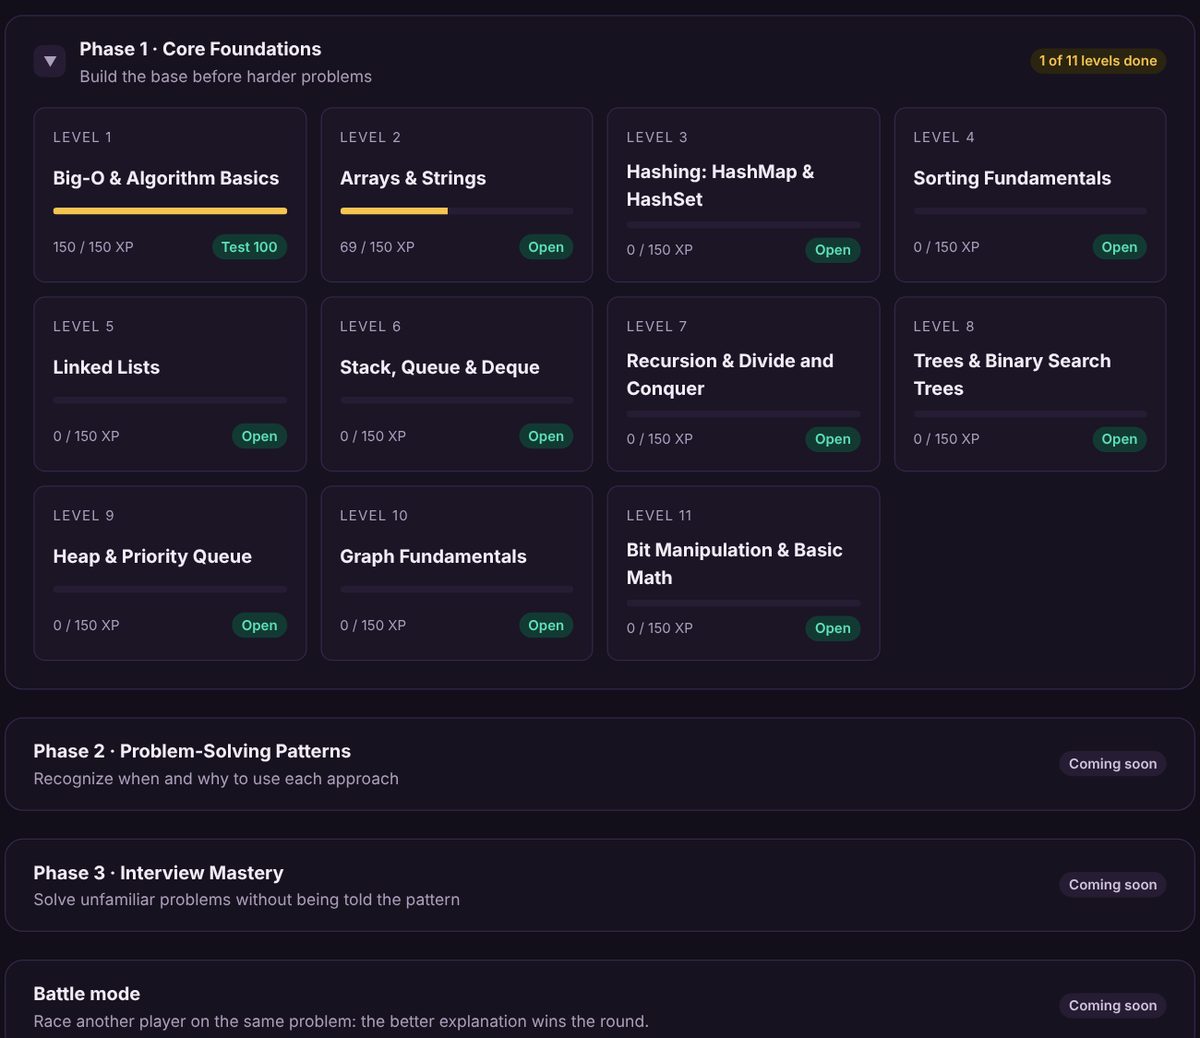 Phase 1 · Core Foundations
Build the base before harder problems
1 of 11 levels done
LEVEL 1
Big-O & Algorithm Basics
150 / 150 XP
Test 100
LEVEL 2
Arrays & Strings
69 / 150 XP
Open
LEVEL 3
Hashing: HashMap &
HashSet
0 / 150 XP
Open
LEVEL 4
Sorting Fundamentals
0 / 150 XP
Open
LEVEL 5
Linked Lists
0 / 150 XP
Open
LEVEL 6
Stack, Queue & Deque
0 / 150 XP
Open
LEVEL 7
Recursion & Divide and
Conquer
0 / 150 XP
Open
LEVEL 8
Trees & Binary Search
Trees
0 / 150 XP
Open
LEVEL 9
Heap & Priority Queue
0 / 150 XP
Open
LEVEL 10
Graph Fundamentals
0 / 150 XP
Open
LEVEL 11
Bit Manipulation & Basic
Math
0 / 150 XP
Open
Phase 2 · Problem-Solving Patterns
Recognize when and why to use each approach
Coming soon
Phase 3 · Interview Mastery
Solve unfamiliar problems without being told the pattern
Coming soon
Battle mode
Race another player on the same problem: the better explanation wins the round.
Coming soon